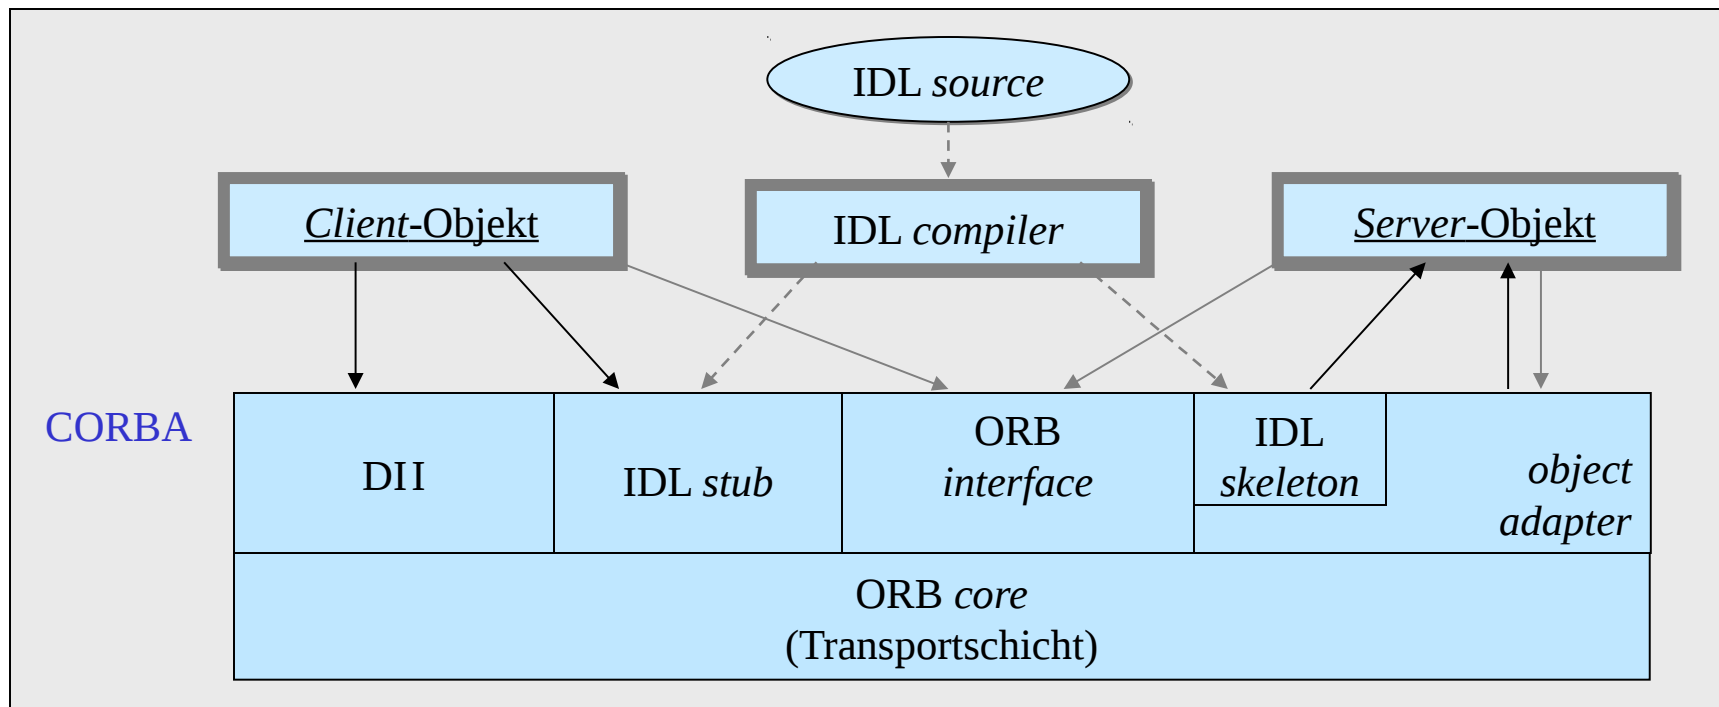 IDL source
Client-Objekt
IDL compiler
Server-Objekt
CORBA
DII
IDL stub
ORB
interface
IDL
skeleton
object
adapter
ORB core
(Transportschicht)